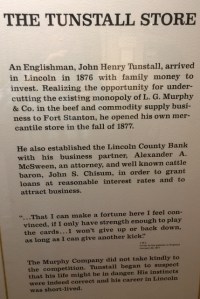 THE TUNSTALL STORE
An Englishman, John Henry Tunstall, arrived
in Lincoln in 1876 with family money to
invest. Realizing the opportunity for under-
cutting the existing monopoly of L. G. Murphy
& Co. in the beef and commodity supply busi-
ness to Fort Stanton, he opened his own mer-
cantile store in the fall of 1877.
He also established the Lincoln County Bank
with his business partner, Alexander A.
McSween, an attorney, and well known cattle
baron, John S. Chisum, in order to grant
loans at reasonable interest rates and to
attract business.
"...That I can make a fortune here I feel con-
vinced, if I only have strength enough to play
the cards...I won't give up or back down,
as long as I can give another kick!"
The Murphy Company did not take kindly to
the competition. Tunstall began to suspect
that his life might be in danger. His instincts
were indeed correct and his career in Lincoln
was short-lived.